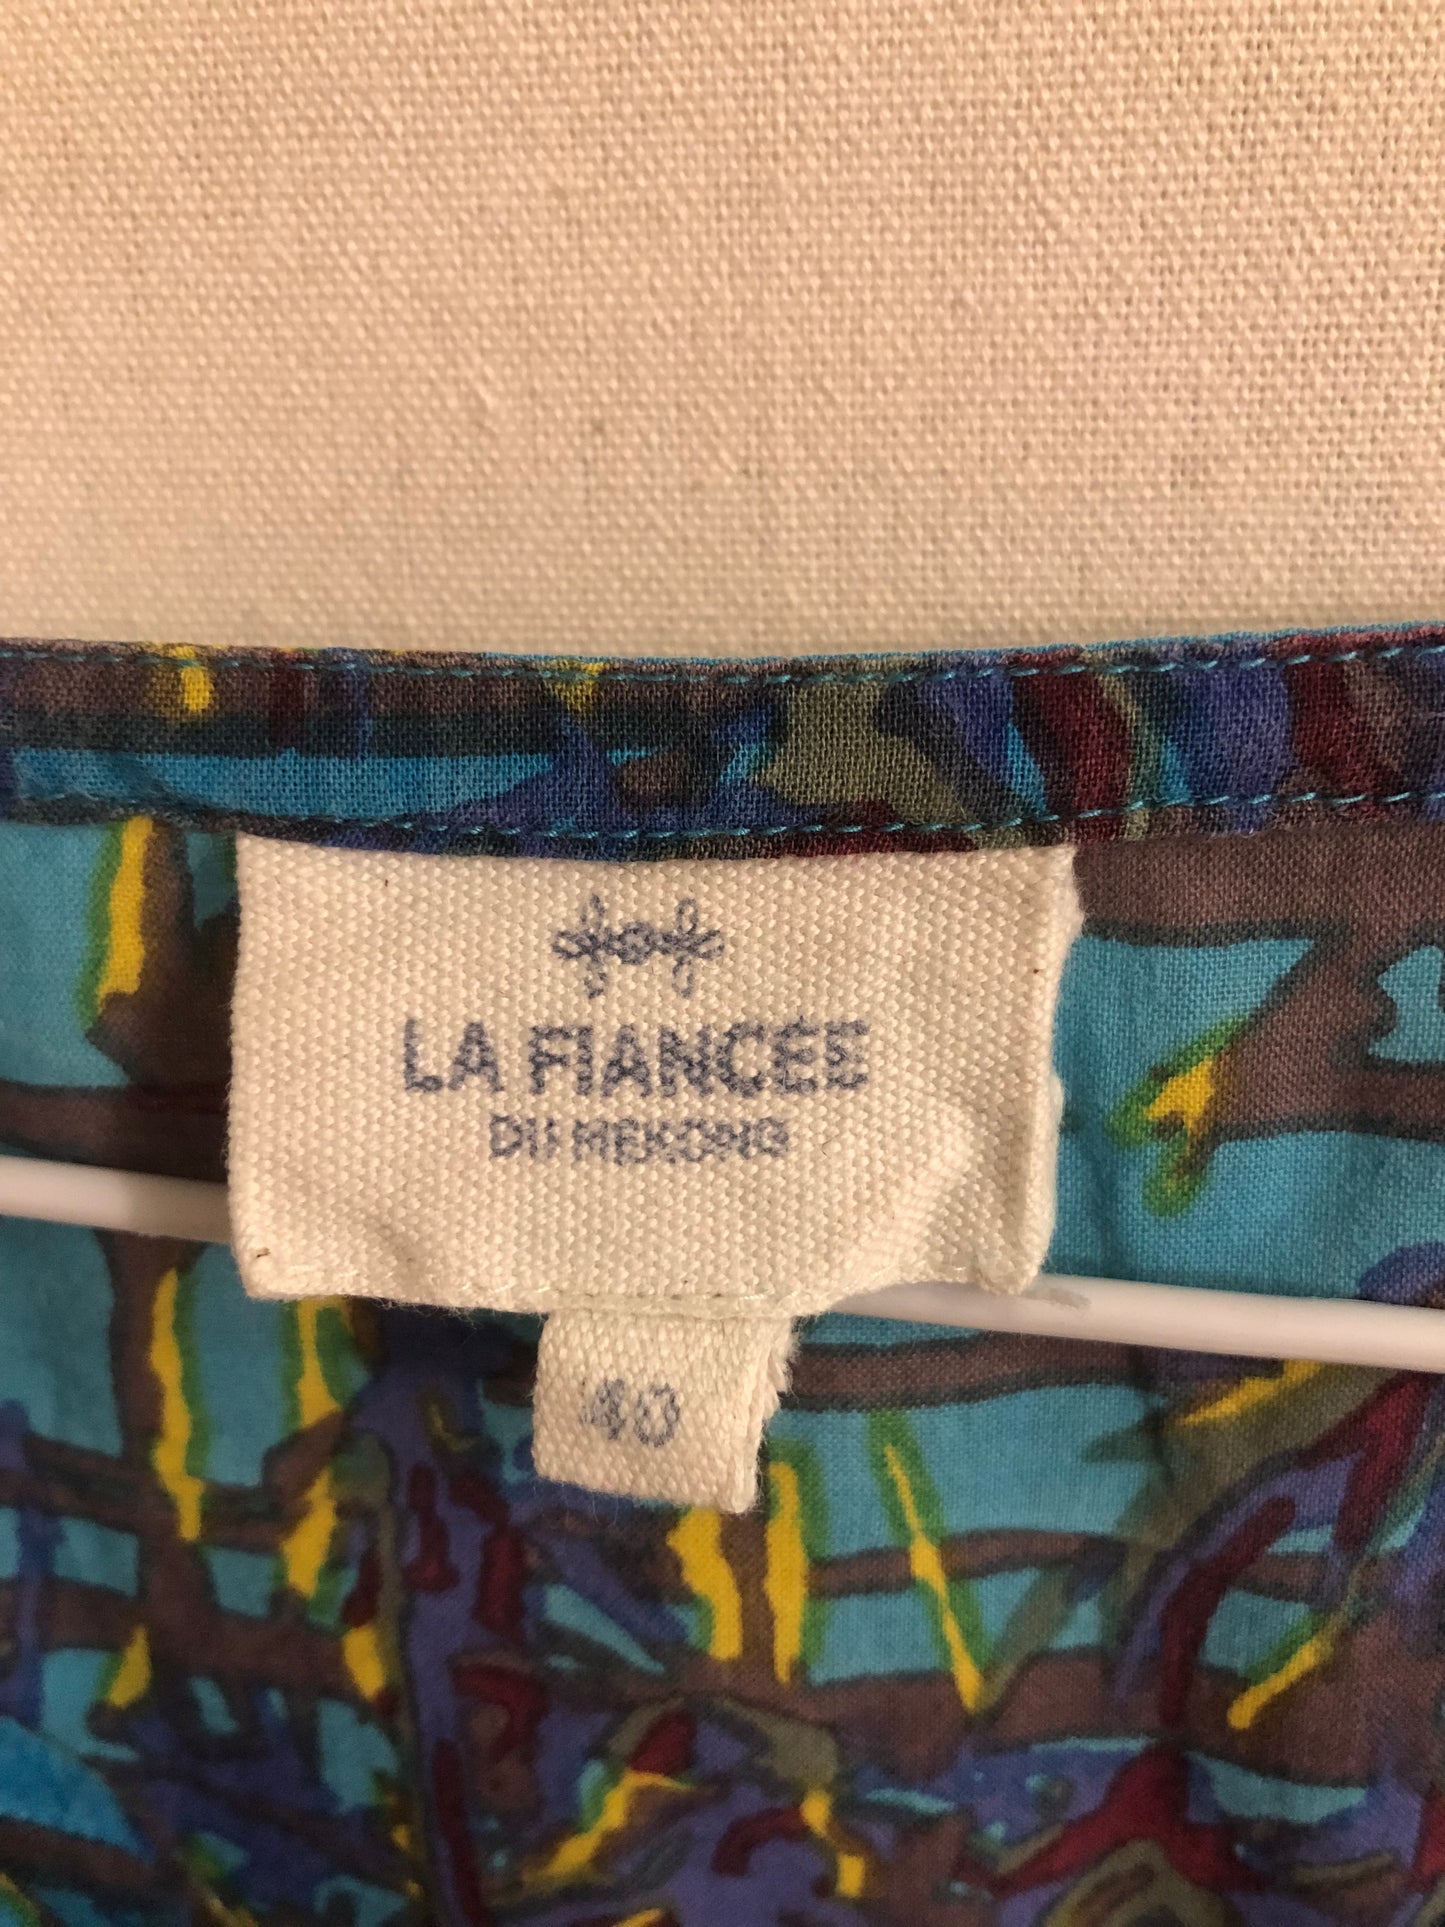 LA FIANCÉE
DU MEKONG
40